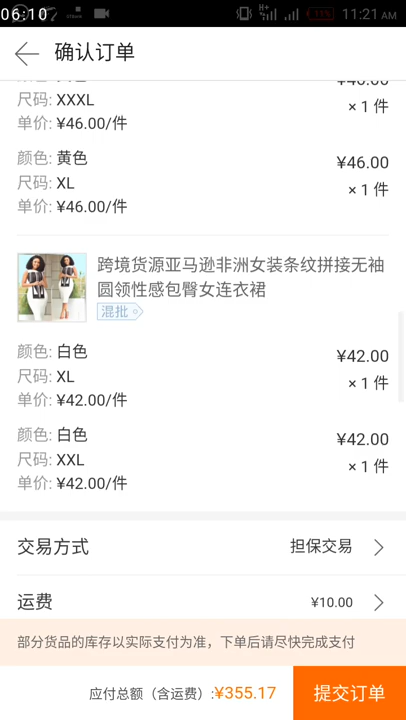 06:10
H+
15%
11:21 AM
确认订单
尺码: XXXL
× 1 件
单价: ¥46.00/件
颜色: 黄色
¥46.00
尺码: XL
× 1 件
单价: ¥46.00/件
跨境货源亚马逊非洲女装条纹拼接无袖
圆领性感包臀女连衣裙
混批
颜色: 白色
¥42.00
尺码: XL
× 1 件
单价: ¥42.00/件
颜色: 白色
¥42.00
尺码: XXL
× 1 件
单价: ¥42.00/件
交易方式
担保交易
运费
¥10.00
部分货品的库存以实际支付为准，下单后请尽快完成支付
应付总额（含运费）:¥355.17
提交订单